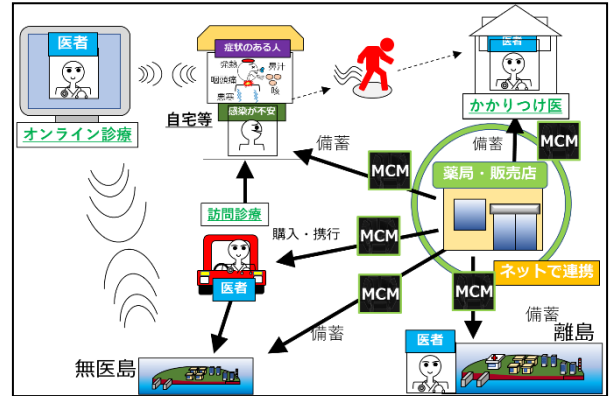 医者
オンライン診療
症状のある人
発熱
鼻汁
咽頭痛
咳
悪寒
感染が不安
自宅等
医者
かかりつけ医
備蓄
MCM
備蓄
MCM
薬局・販売店
訪問診療
購入・携行
MCM
医者
ネットで連携
MCM
MCM
備蓄
備蓄
無医島
医者
離島